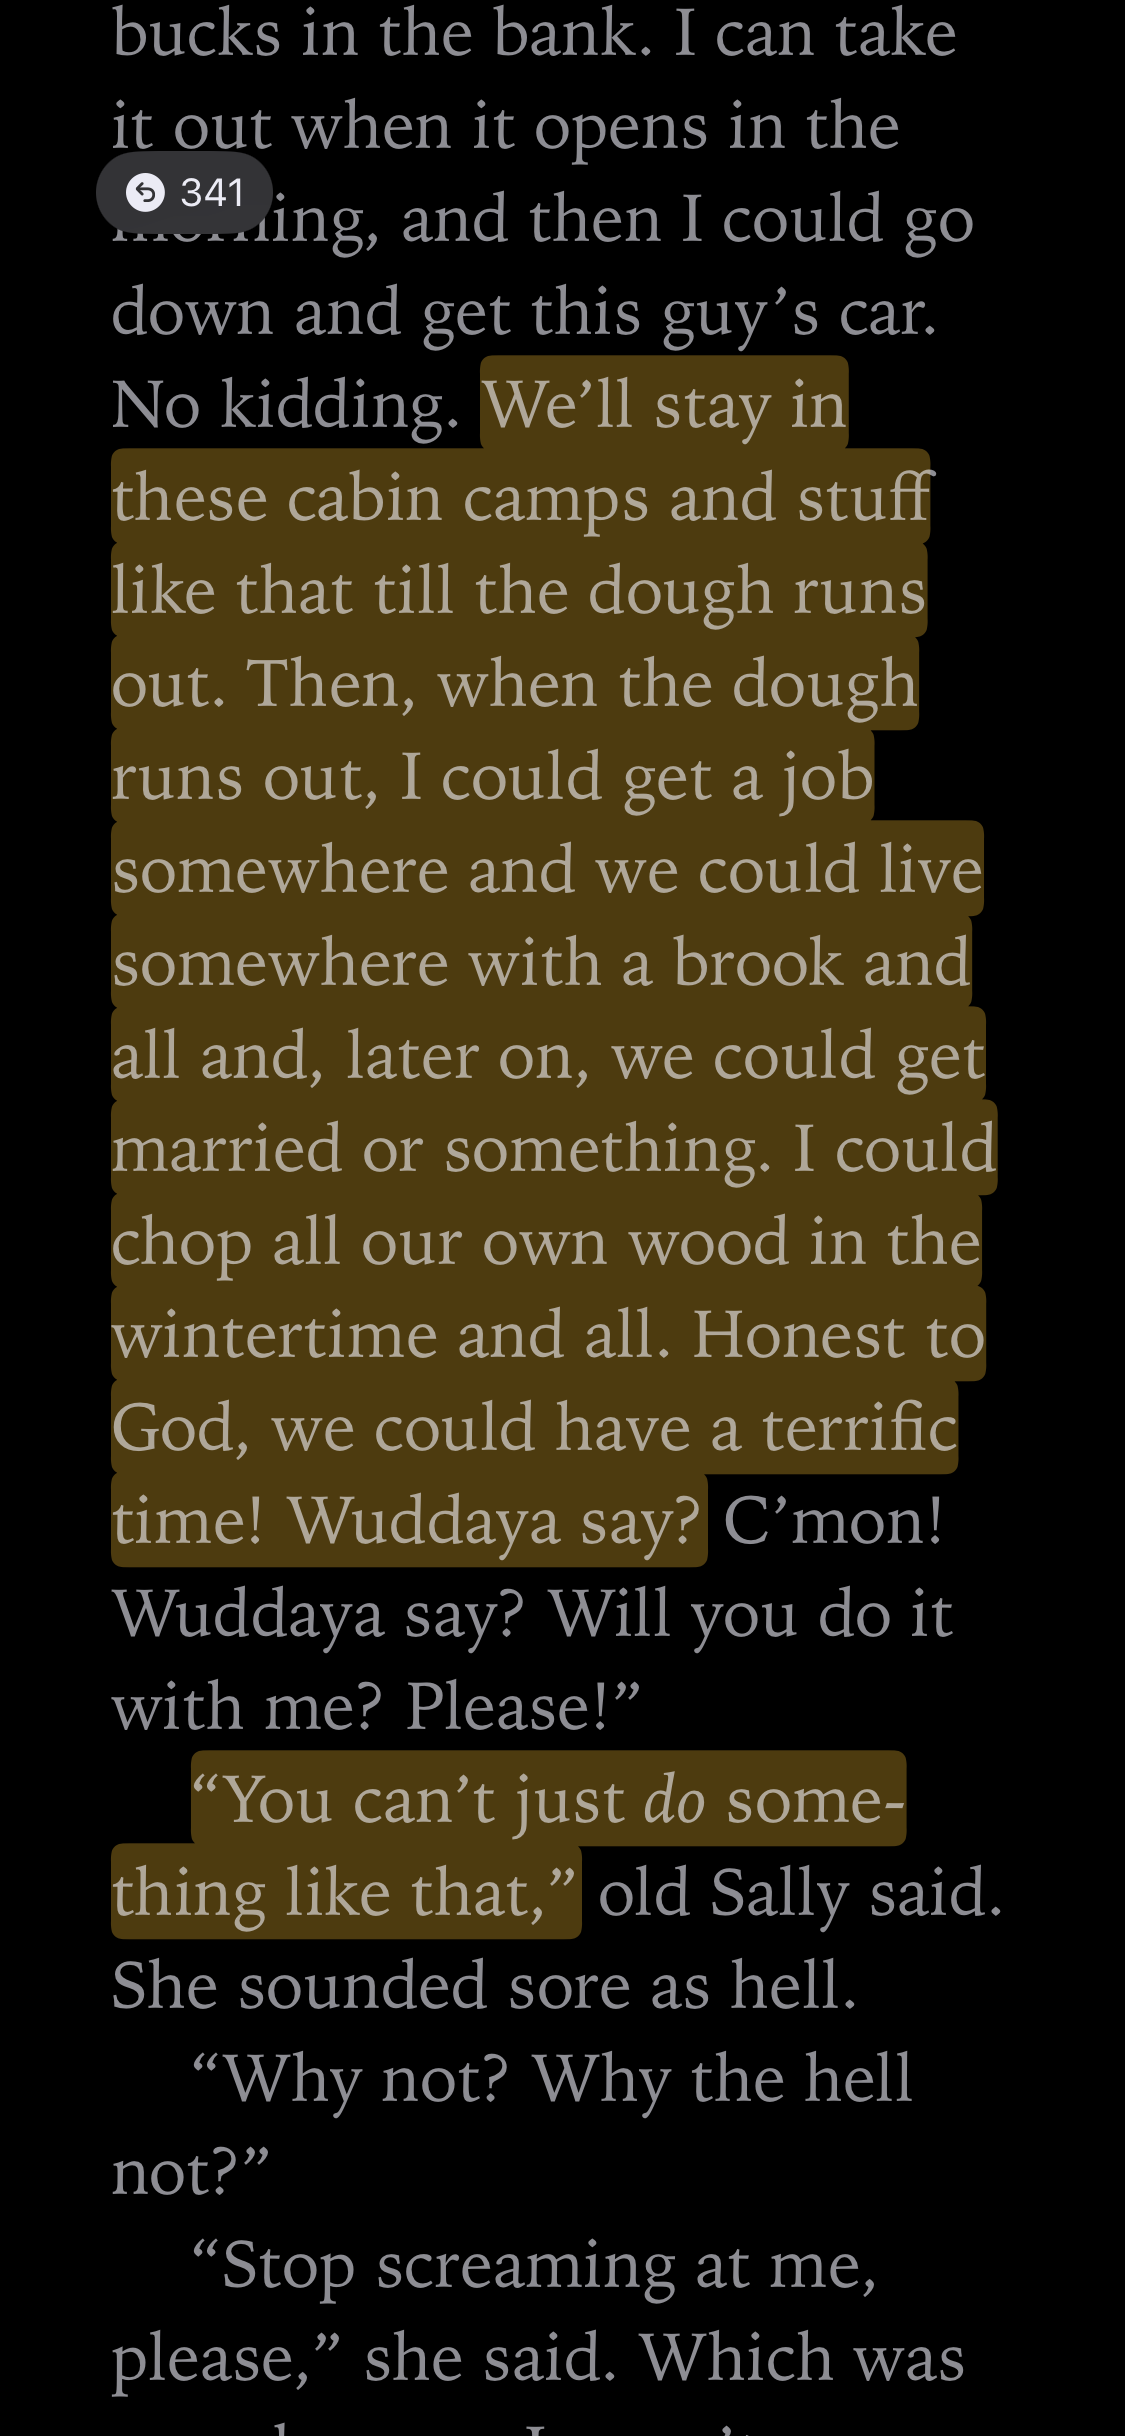 bucks in the bank. I can take
it out when it opens in the
341
and then I could go
down and get this guy’s car.
No kidding. We’ll stay in
these cabin camps and stuff
like that till the dough runs
out. Then, when the dough
runs out, I could get a job
somewhere and we could live
somewhere with a brook and
all and, later on, we could get
married or something. I could
chop all our own wood in the
wintertime and all. Honest to
God, we could have a terrific
time! Wuddaya say? C’mon!
Wuddaya say? Will you do it
with me? Please!”
“You can’t just do some-
thing like that,” old Sally said.
She sounded sore as hell.
“Why not? Why the hell
not?”
“Stop screaming at me,
please,” she said. Which was